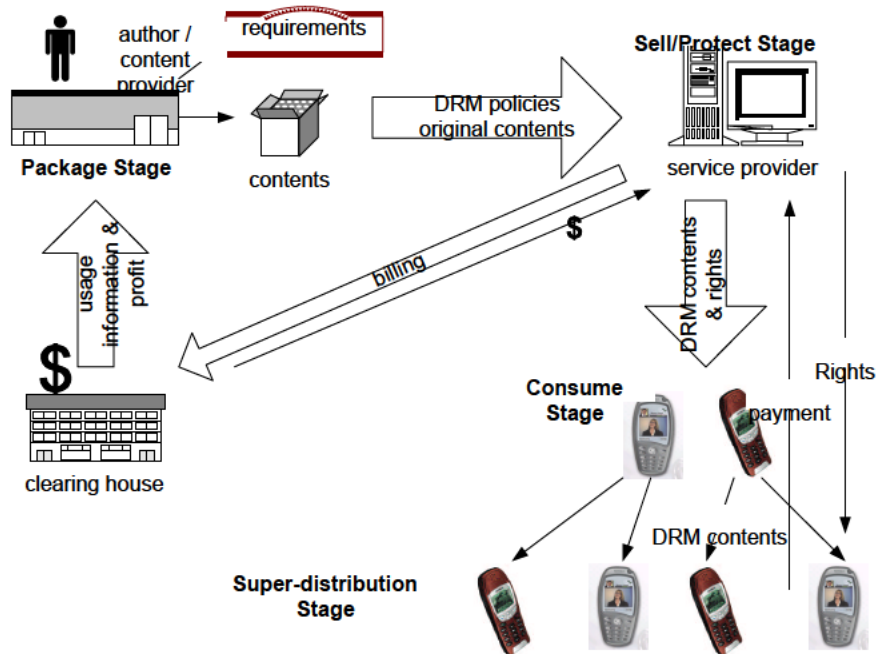 author /
content
provider
requirements
Sell/Protect Stage
DRM policies
original contents
Package Stage
contents
service provider
usage
information &
profit
billing
$
DRM contents
& rights
$
Consume
Stage
Rights
payment
clearing house
DRM contents
Super-distribution
Stage